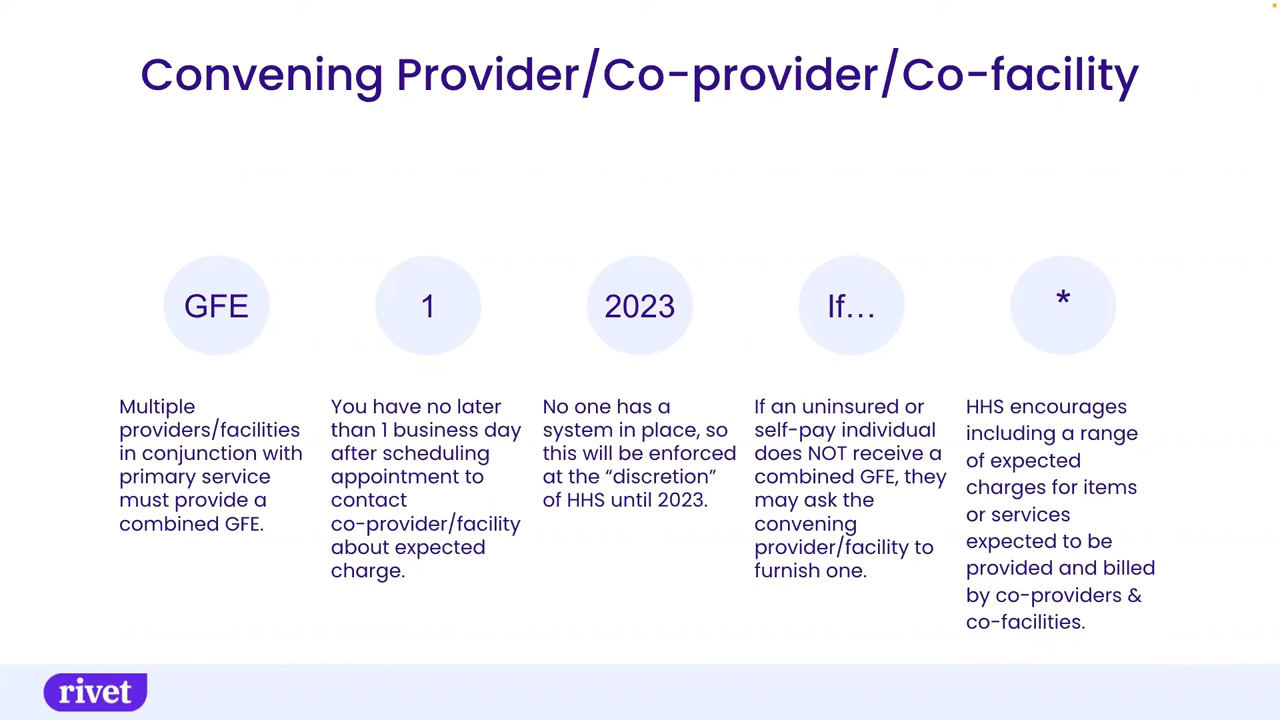 Convening Provider/Co-provider/Co-facility
GFE
Multiple
providers/facilities
in conjunction with
primary service
must provide a
combined GFE.
1
You have no later
than 1 business day
after scheduling
appointment to
contact
co-provider/facility
about expected
charge.
2023
No one has a
system in place, so
this will be enforced
at the “discretion”
of HHS until 2023.
If...
If an uninsured or
self-pay individual
does NOT receive a
combined GFE, they
may ask the
convening
provider/facility to
furnish one.
*
HHS encourages
including a range
of expected
charges for items
or services
expected to be
provided and billed
by co-providers &
co-facilities.
rivet